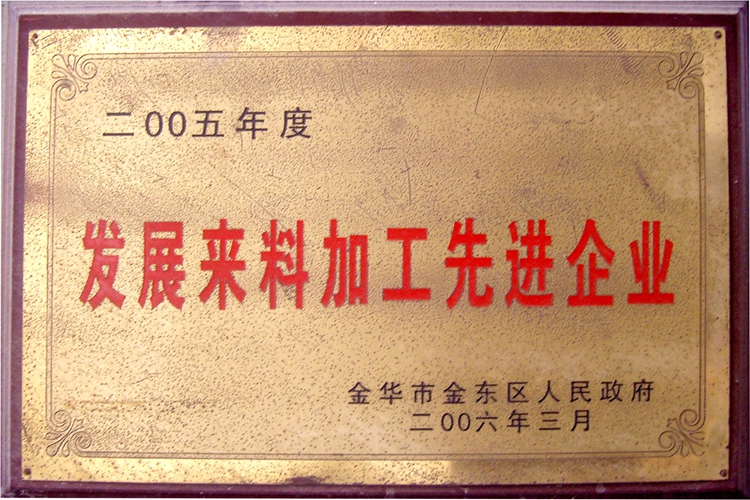 二00五年度
发展来料加工先进企业
金华市金东区人民政府
二00六年三月